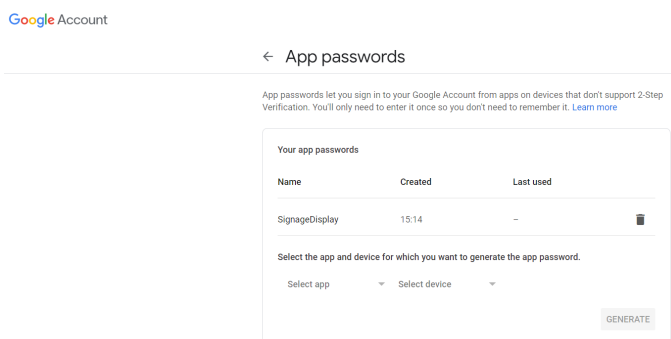 Google Account
← App passwords
App passwords let you sign in to your Google Account from apps on devices that don't support 2-Step
Verification. You'll only need to enter it once so you don't need to remember it. Learn more
Your app passwords
Name Created Last used
SignageDisplay 15:14 –
Select the app and device for which you want to generate the app password.
Select app Select device
GENERATE